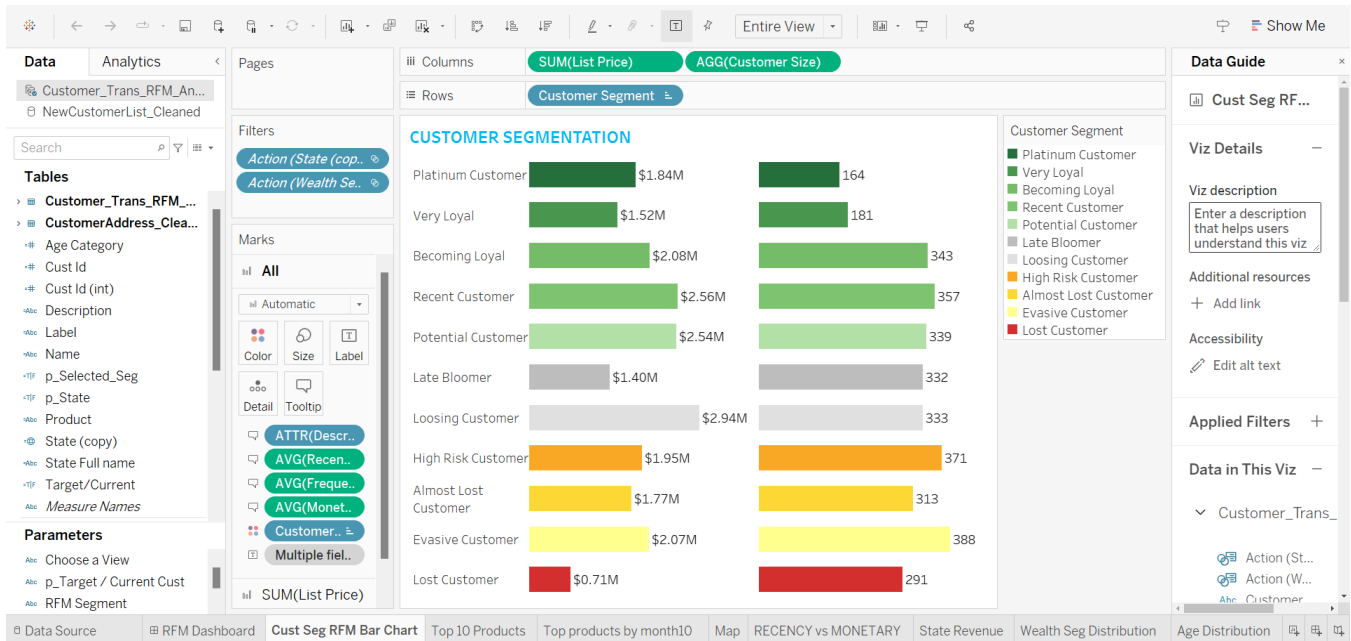 Entire View
Show Me
Data
Analytics
Customer_Trans_RFM_An...
NewCustomerList_Cleaned
Search
Tables
Customer_Trans_RFM_...
CustomerAddress_Clea...
Age Category
Cust Id
Cust Id (int)
Description
Label
Name
p_Selected_Seg
p_State
Product
State (copy)
State Full name
Target/Current
Measure Names
Parameters
Choose a View
p_Target / Current Cust
RFM Segment
Pages
Filters
Action (State (cop..
Action (Wealth Se..
Marks
All
Automatic
Color
Size
Label
Detail
Tooltip
ATTR(Descr..
AVG(Recen..
AVG(Freque..
AVG(Monet..
Customer..
Multiple fiel..
SUM(List Price)
Columns
SUM(List Price)
AGG(Customer Size)
Rows
Customer Segment
CUSTOMER SEGMENTATION
Platinum Customer $1.84M 164
Very Loyal $1.52M 181
Becoming Loyal $2.08M 343
Recent Customer $2.56M 357
Potential Customer $2.54M 339
Late Bloomer $1.40M 332
Loosing Customer $2.94M 333
High Risk Customer $1.95M 371
Almost Lost
Customer $1.77M 313
Evasive Customer $2.07M 388
Lost Customer $0.71M 291
Customer Segment
Platinum Customer
Very Loyal
Becoming Loyal
Recent Customer
Potential Customer
Late Bloomer
Loosing Customer
High Risk Customer
Almost Lost Customer
Evasive Customer
Lost Customer
Data Guide
Cust Seg RF...
Viz Details
Viz description
Enter a description
that helps users
understand this viz
Additional resources
Add link
Accessibility
Edit alt text
Applied Filters
Data in This Viz
Customer_Trans_
Action (St...
Action (W...
Customer
Data Source
RFM Dashboard
Cust Seg RFM Bar Chart
Top 10 Products
Top products by month10
Map
RECENCY vs MONETARY
State Revenue
Wealth Seg Distribution
Age Distribution